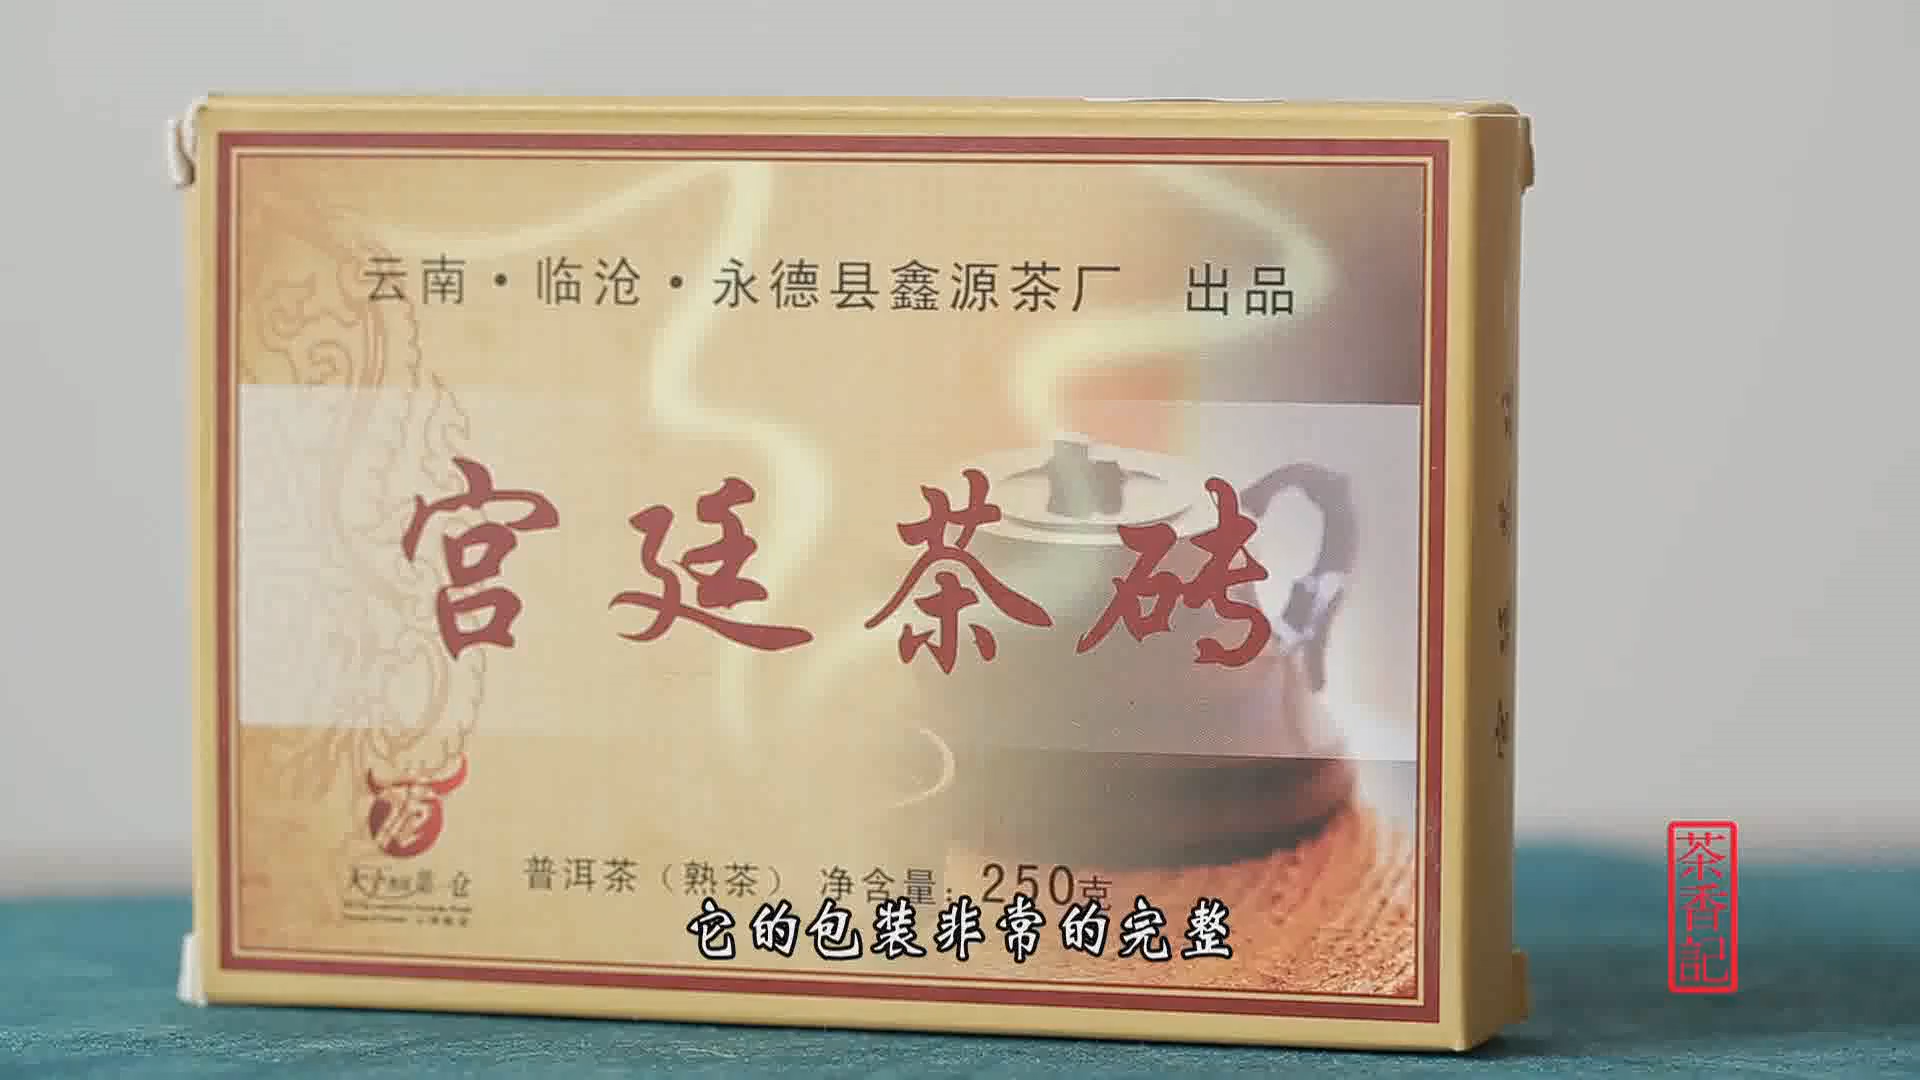 云南·临沧·永德县鑫源茶厂 出品
宫廷茶砖
普洱茶（熟茶） 净含量：250克
它的包装非常的完整
茶香記